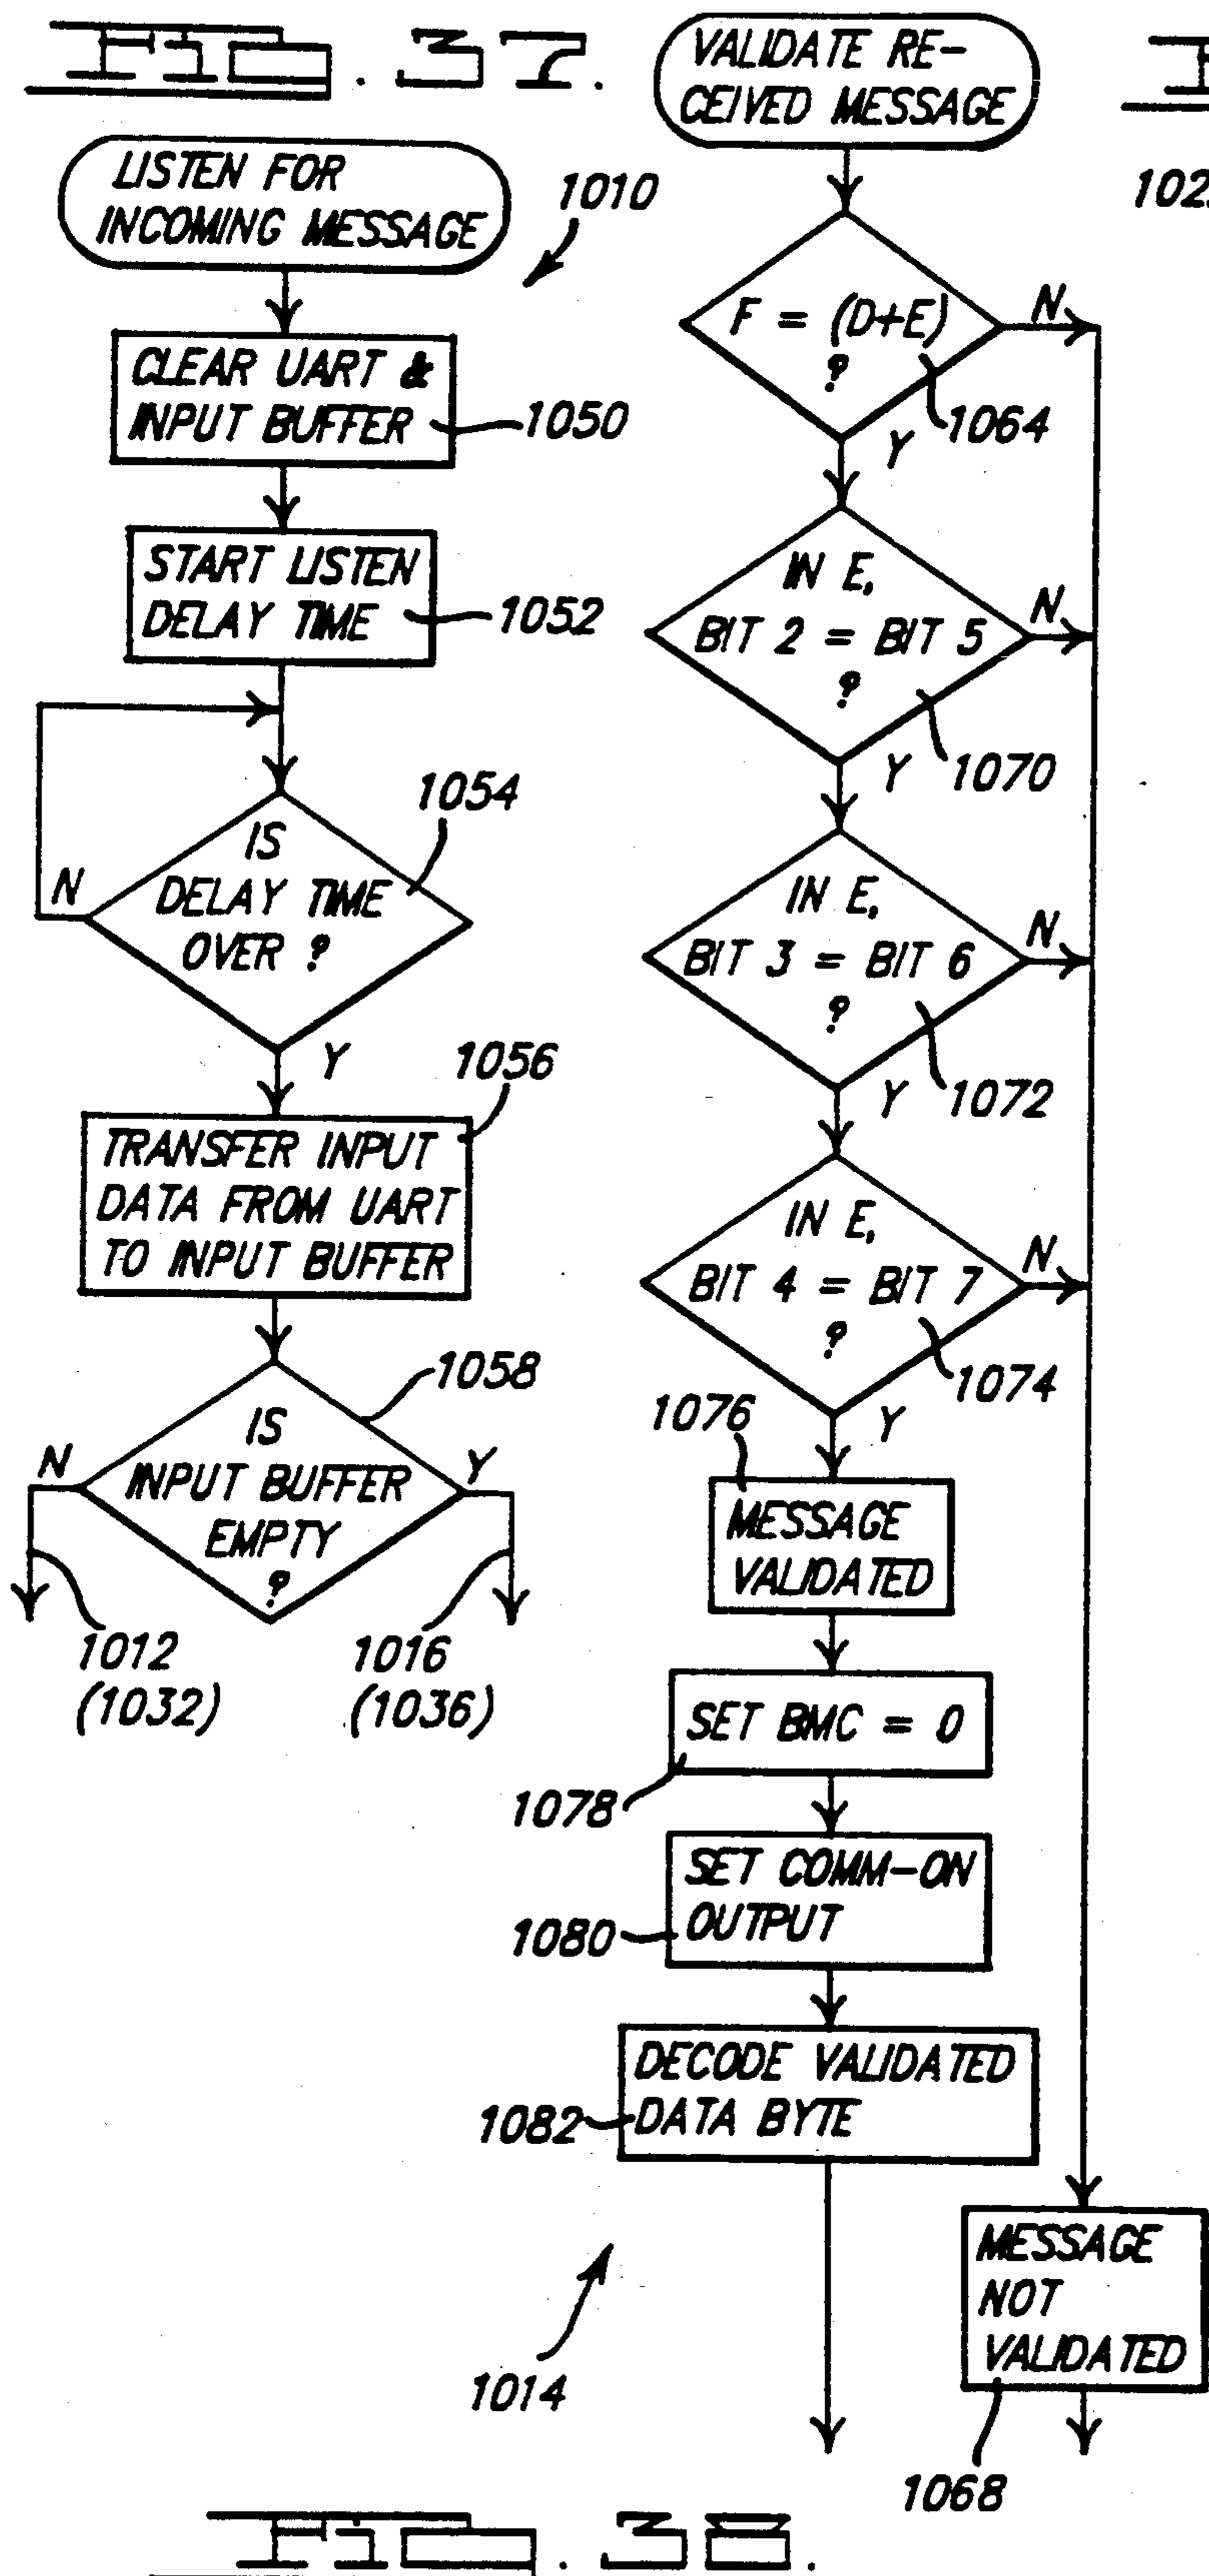 FIG. 37.
LISTEN FOR
INCOMING MESSAGE
1010
CLEAR UART &
INPUT BUFFER
1050
START LISTEN
DELAY TIME
1052
1054
IS
DELAY TIME
OVER ?
N
Y
1056
TRANSFER INPUT
DATA FROM UART
TO INPUT BUFFER
1058
IS
INPUT BUFFER
EMPTY
?
N
Y
1012
(1032)
1016
(1036)
VALIDATE RE-
CEIVED MESSAGE
F = (D+E)
?
N
Y
1064
IN E,
BIT 2 = BIT 5
?
N
Y
1070
IN E,
BIT 3 = BIT 6
?
N
Y
1072
IN E,
BIT 4 = BIT 7
?
N
Y
1074
1076
MESSAGE
VALIDATED
SET BMC = 0
1078
SET COMM-ON
OUTPUT
1080
DECODE VALIDATED
DATA BYTE
1082
MESSAGE
NOT
VALIDATED
1068
1014
FIG. 38.